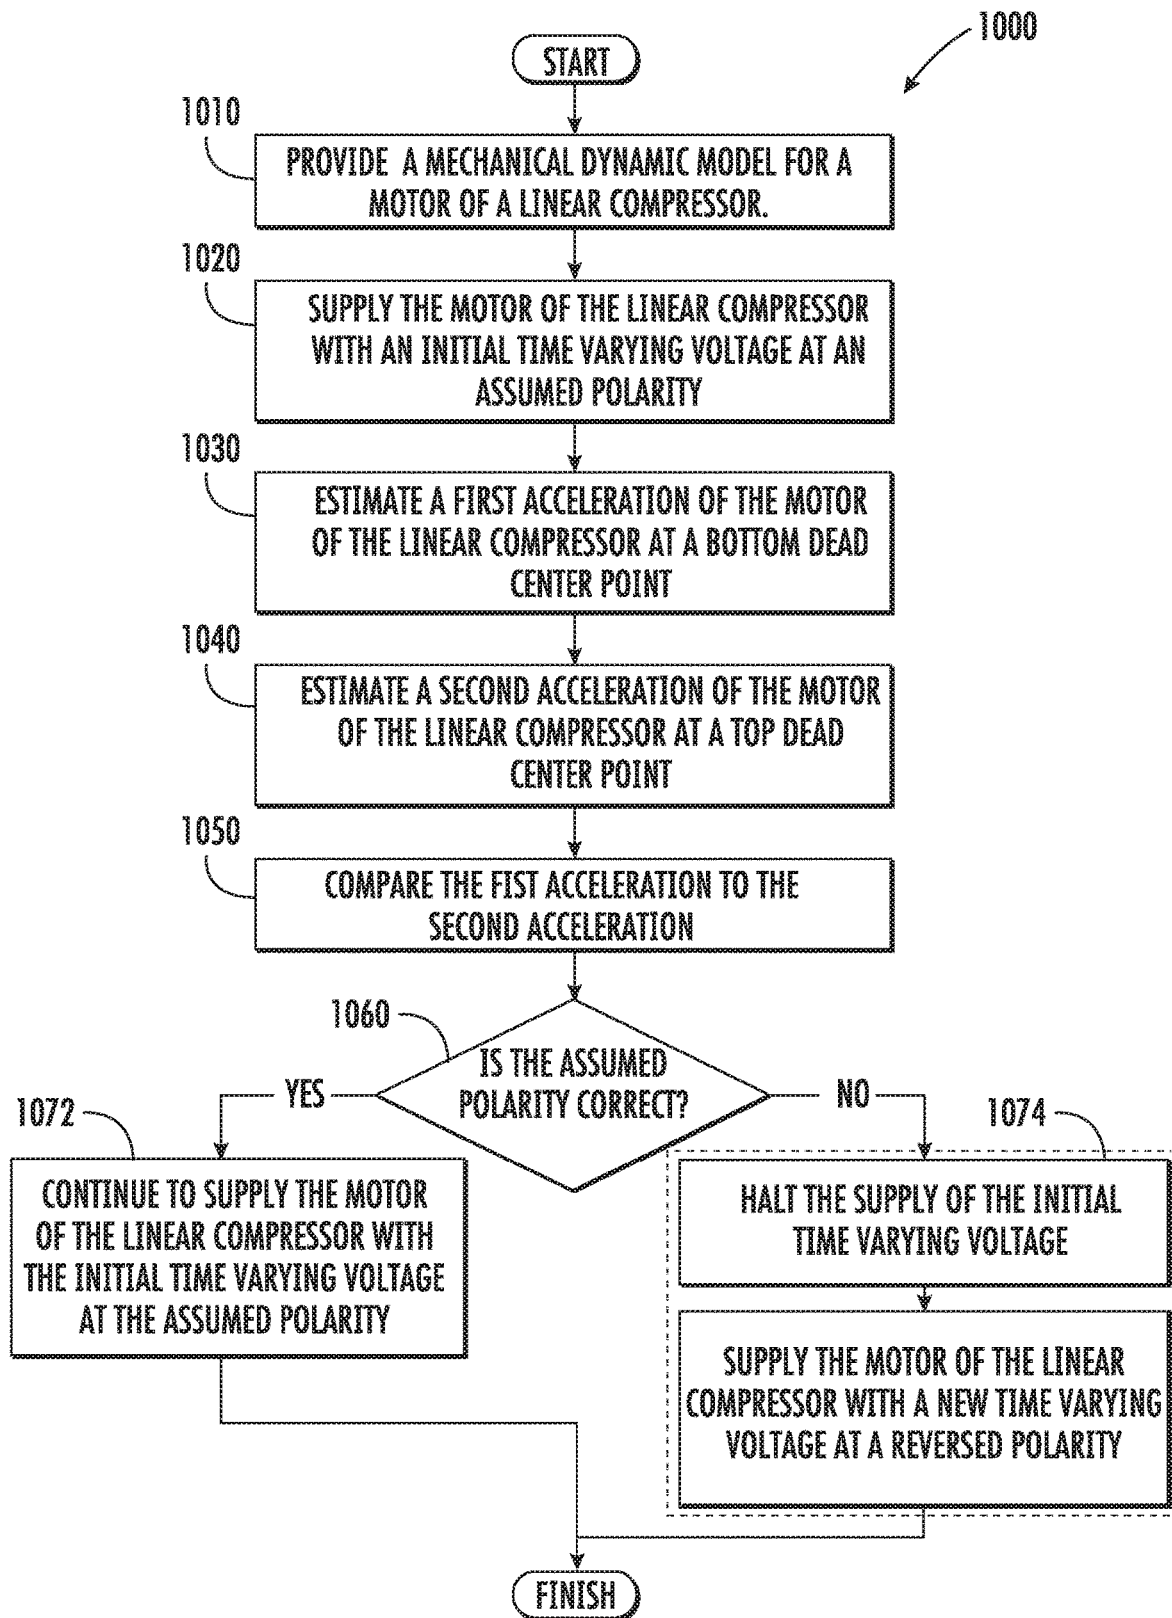 1000
START
1010
PROVIDE A MECHANICAL DYNAMIC MODEL FOR A
MOTOR OF A LINEAR COMPRESSOR.
1020
SUPPLY THE MOTOR OF THE LINEAR COMPRESSOR
WITH AN INITIAL TIME VARYING VOLTAGE AT AN
ASSUMED POLARITY
1030
ESTIMATE A FIRST ACCELERATION OF THE MOTOR
OF THE LINEAR COMPRESSOR AT A BOTTOM DEAD
CENTER POINT
1040
ESTIMATE A SECOND ACCELERATION OF THE MOTOR
OF THE LINEAR COMPRESSOR AT A TOP DEAD
CENTER POINT
1050
COMPARE THE FIST ACCELERATION TO THE
SECOND ACCELERATION
1060
IS THE ASSUMED
POLARITY CORRECT?
YES
NO
1072
CONTINUE TO SUPPLY THE MOTOR
OF THE LINEAR COMPRESSOR WITH
THE INITIAL TIME VARYING VOLTAGE
AT THE ASSUMED POLARITY
1074
HALT THE SUPPLY OF THE INITIAL
TIME VARYING VOLTAGE
SUPPLY THE MOTOR OF THE LINEAR
COMPRESSOR WITH A NEW TIME VARYING
VOLTAGE AT A REVERSED POLARITY
FINISH